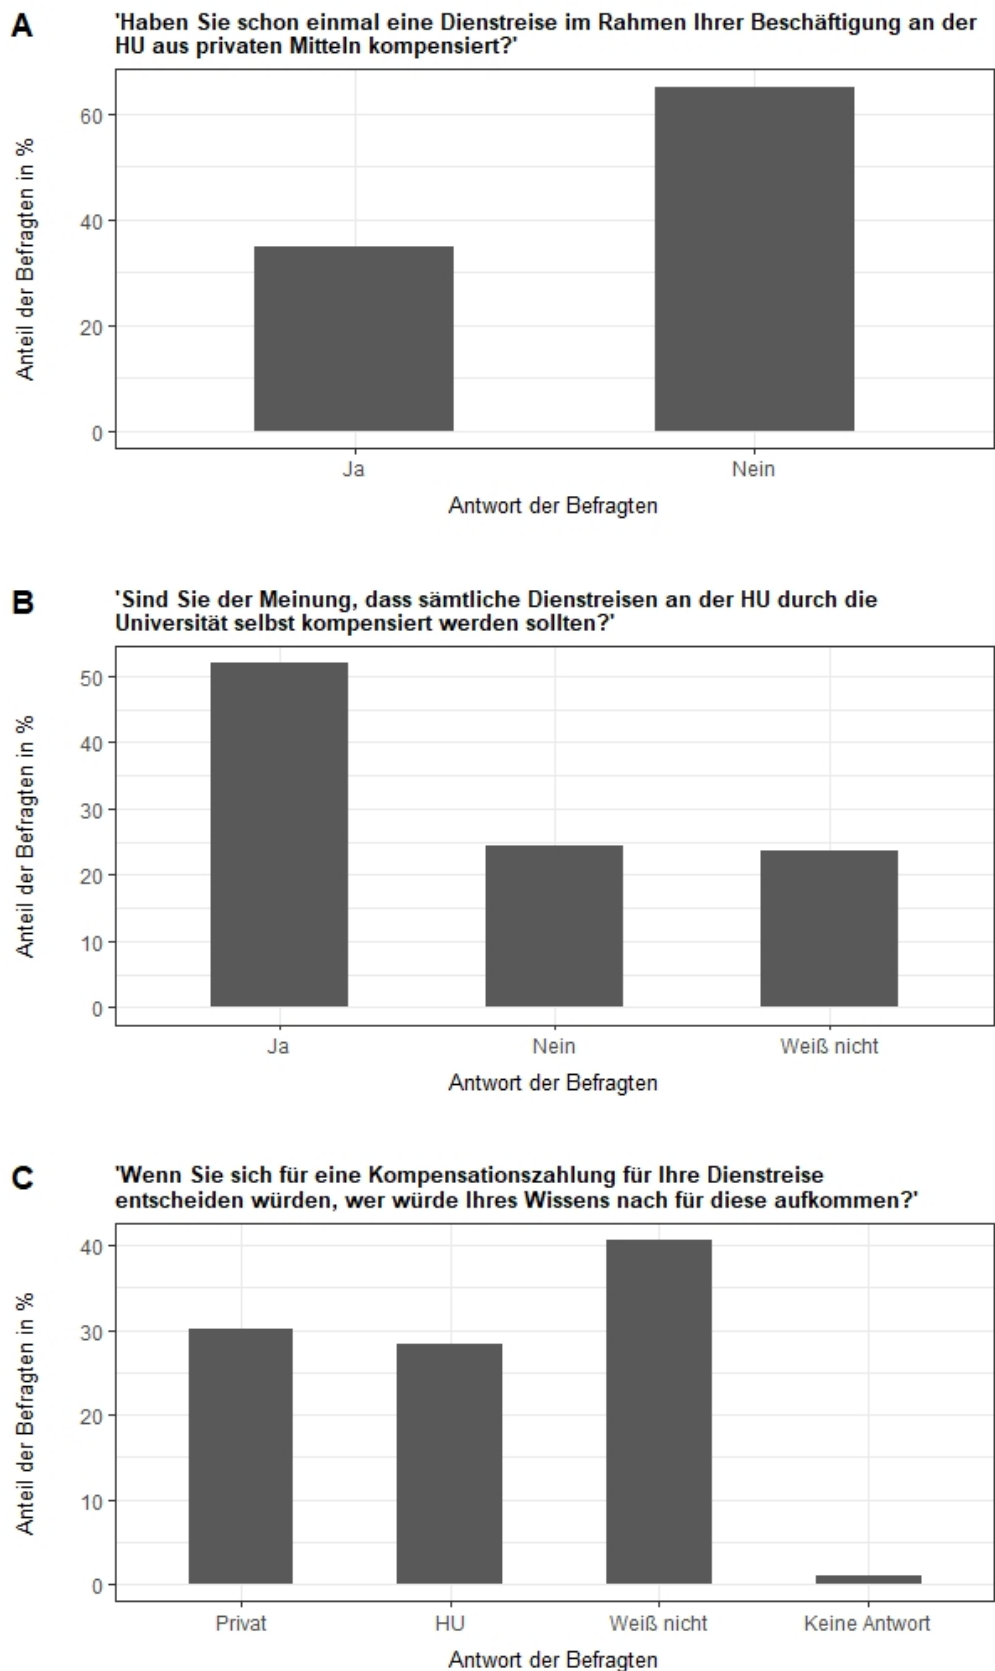 A
'Haben Sie schon einmal eine Dienstreise im Rahmen Ihrer Beschäftigung an der
HU aus privaten Mitteln kompensiert?'
Anteil der Befragten in %
60
40
20
0
Ja
Nein
Antwort der Befragten
B
'Sind Sie der Meinung, dass sämtliche Dienstreisen an der HU durch die
Universität selbst kompensiert werden sollten?'
Anteil der Befragten in %
50
40
30
20
10
0
Ja
Nein
Weiß nicht
Antwort der Befragten
C
'Wenn Sie sich für eine Kompensationszahlung für Ihre Dienstreise
entscheiden würden, wer würde Ihres Wissens nach für diese aufkommen?'
Anteil der Befragten in %
40
30
20
10
0
Privat
HU
Weiß nicht
Keine Antwort
Antwort der Befragten